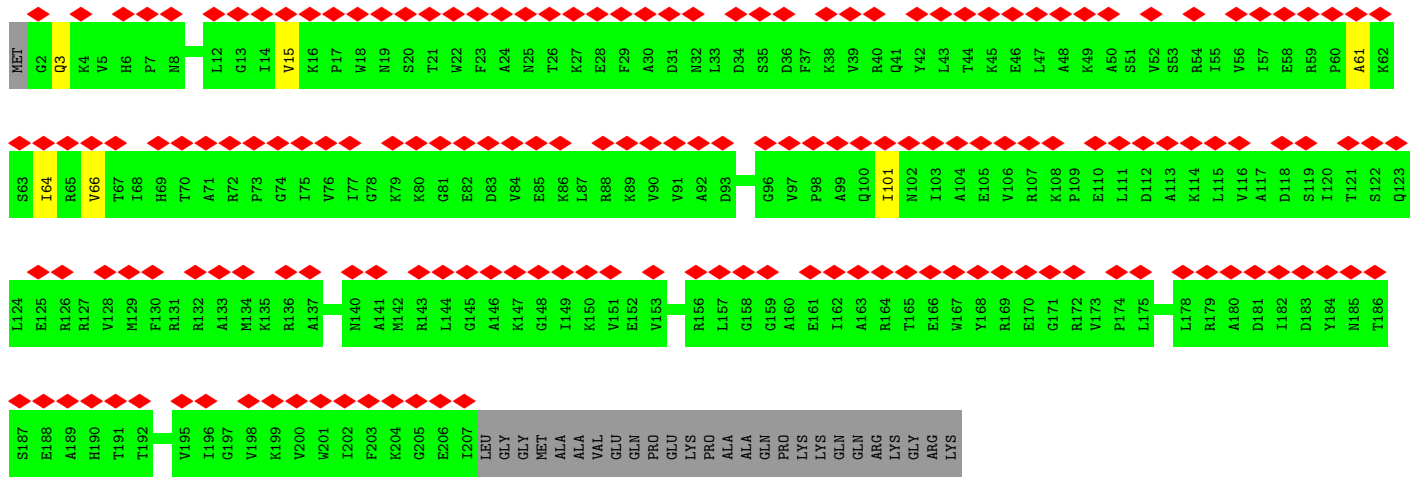 MET G2 Q3 K4 V5 H6 P7 N8 L12 G13 I14 V15 K16 P17 W18 N19 S20 T21 W22 F23 A24 N25 T26 K27 E28 F29 A30 D31 N32 L33 D34 S35 D36 F37 K38 V39 R40 Q41 Y42 L43 T44 K45 E46 L47 A48 K49 A50 S51 V52 S53 R54 I55 V56 I57 E58 R59 P60 A61 K62
S63 I64 R65 V66 T67 I68 H69 T70 A71 R72 P73 G74 I75 V76 I77 G78 K79 K80 G81 E82 D83 V84 E85 K86 L87 R88 K89 V90 V91 A92 D93 G96 V97 P98 A99 Q100 I101 N102 I103 A104 E105 V106 R107 K108 P109 E110 L111 D112 A113 K114 L115 V116 A117 D118 S119 I120 T121 S122 Q123
L124 E125 R126 R127 V128 M129 F130 R131 R132 A133 M134 K135 R136 A137 N140 A141 M142 R143 L144 G145 A146 K147 G148 I149 K150 V151 E152 V153 R156 L157 G158 G159 A160 E161 I162 A163 R164 T165 E166 W167 Y168 R169 E170 G171 R172 V173 P174 L175 L178 R179 A180 D181 I182 D183 Y184 N185 T186
S187 E188 A189 H190 T191 T192 V195 I196 G197 V198 K199 V200 W201 I202 F203 K204 G205 E206 I207 LEU GLY GLY MET ALA ALA VAL GLU GLN PRO GLU LYS PRO ALA ALA GLN PRO LYS LYS GLN GLN ARG LYS GLY ARG LYS